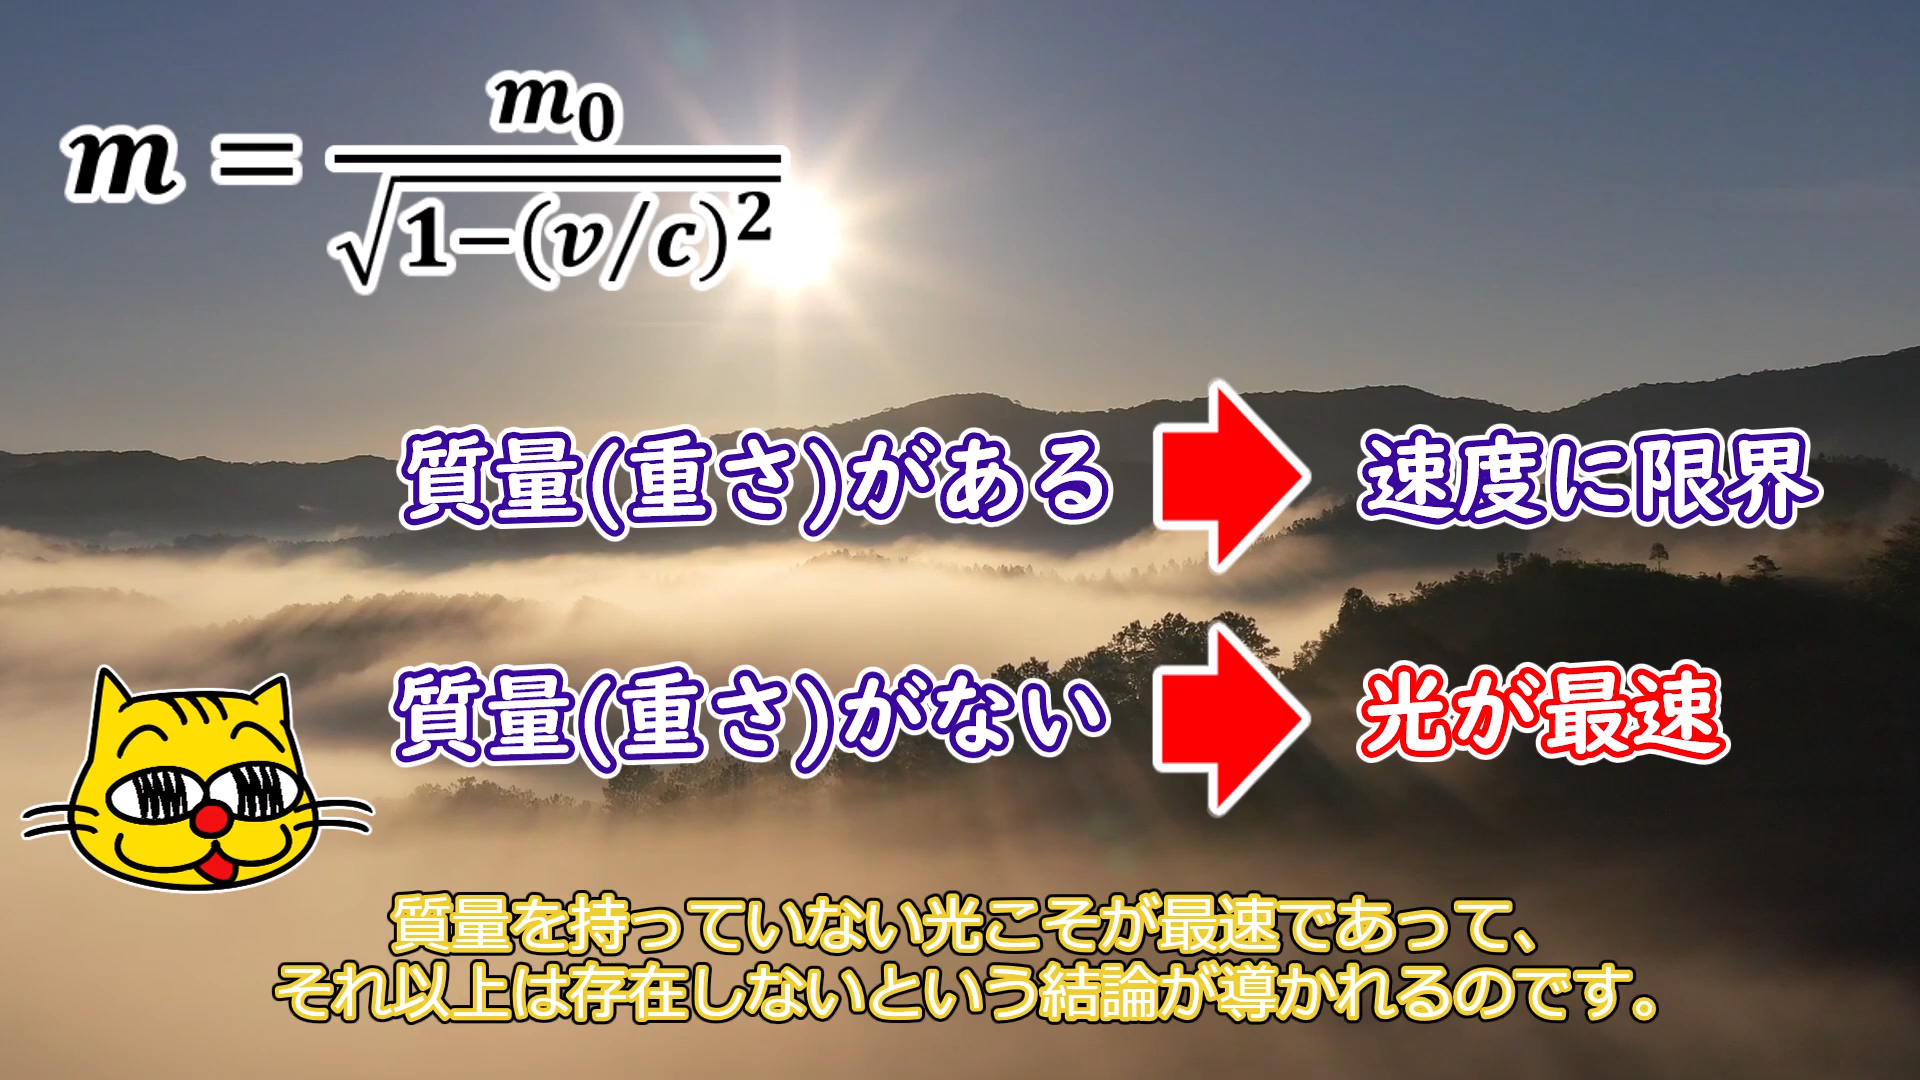 m = m₀ / √1−(v/c)²
質量(重さ)がある 速度に限界
質量(重さ)がない 光が最速
質量を持っていない光こそが最速であって、
それ以上は存在しないという結論が導かれるのです。